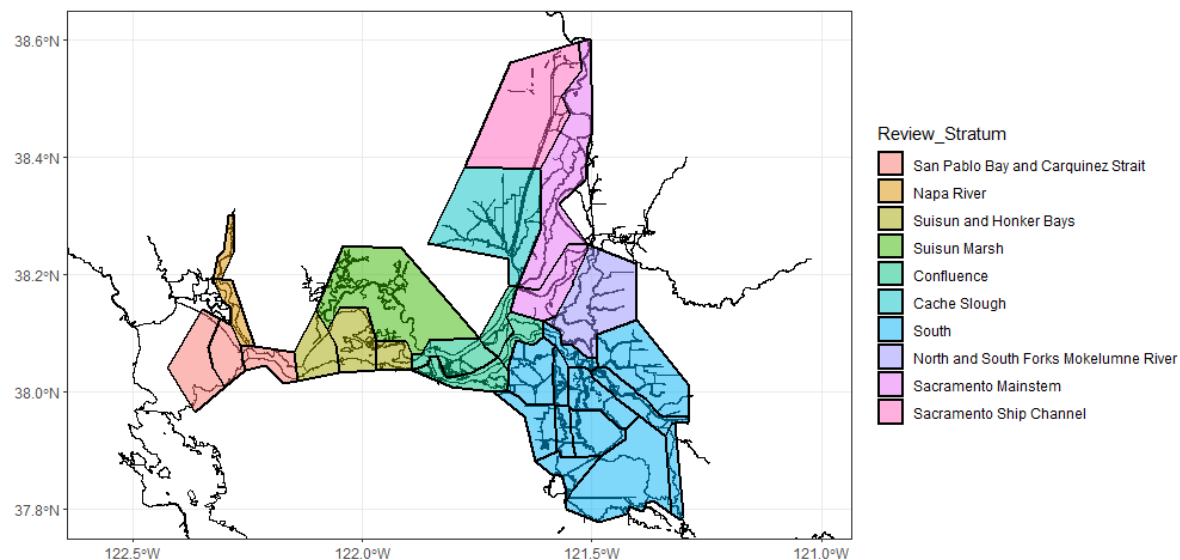 38.6°N
38.4°N
38.2°N
38.0°N
37.8°N
122.5°W
122.0°W
121.5°W
121.0°W
Review_Stratum
San Pablo Bay and Carquinez Strait
Napa River
Suisun and Honker Bays
Suisun Marsh
Confluence
Cache Slough
South
North and South Forks Mokelumne River
Sacramento Mainstem
Sacramento Ship Channel